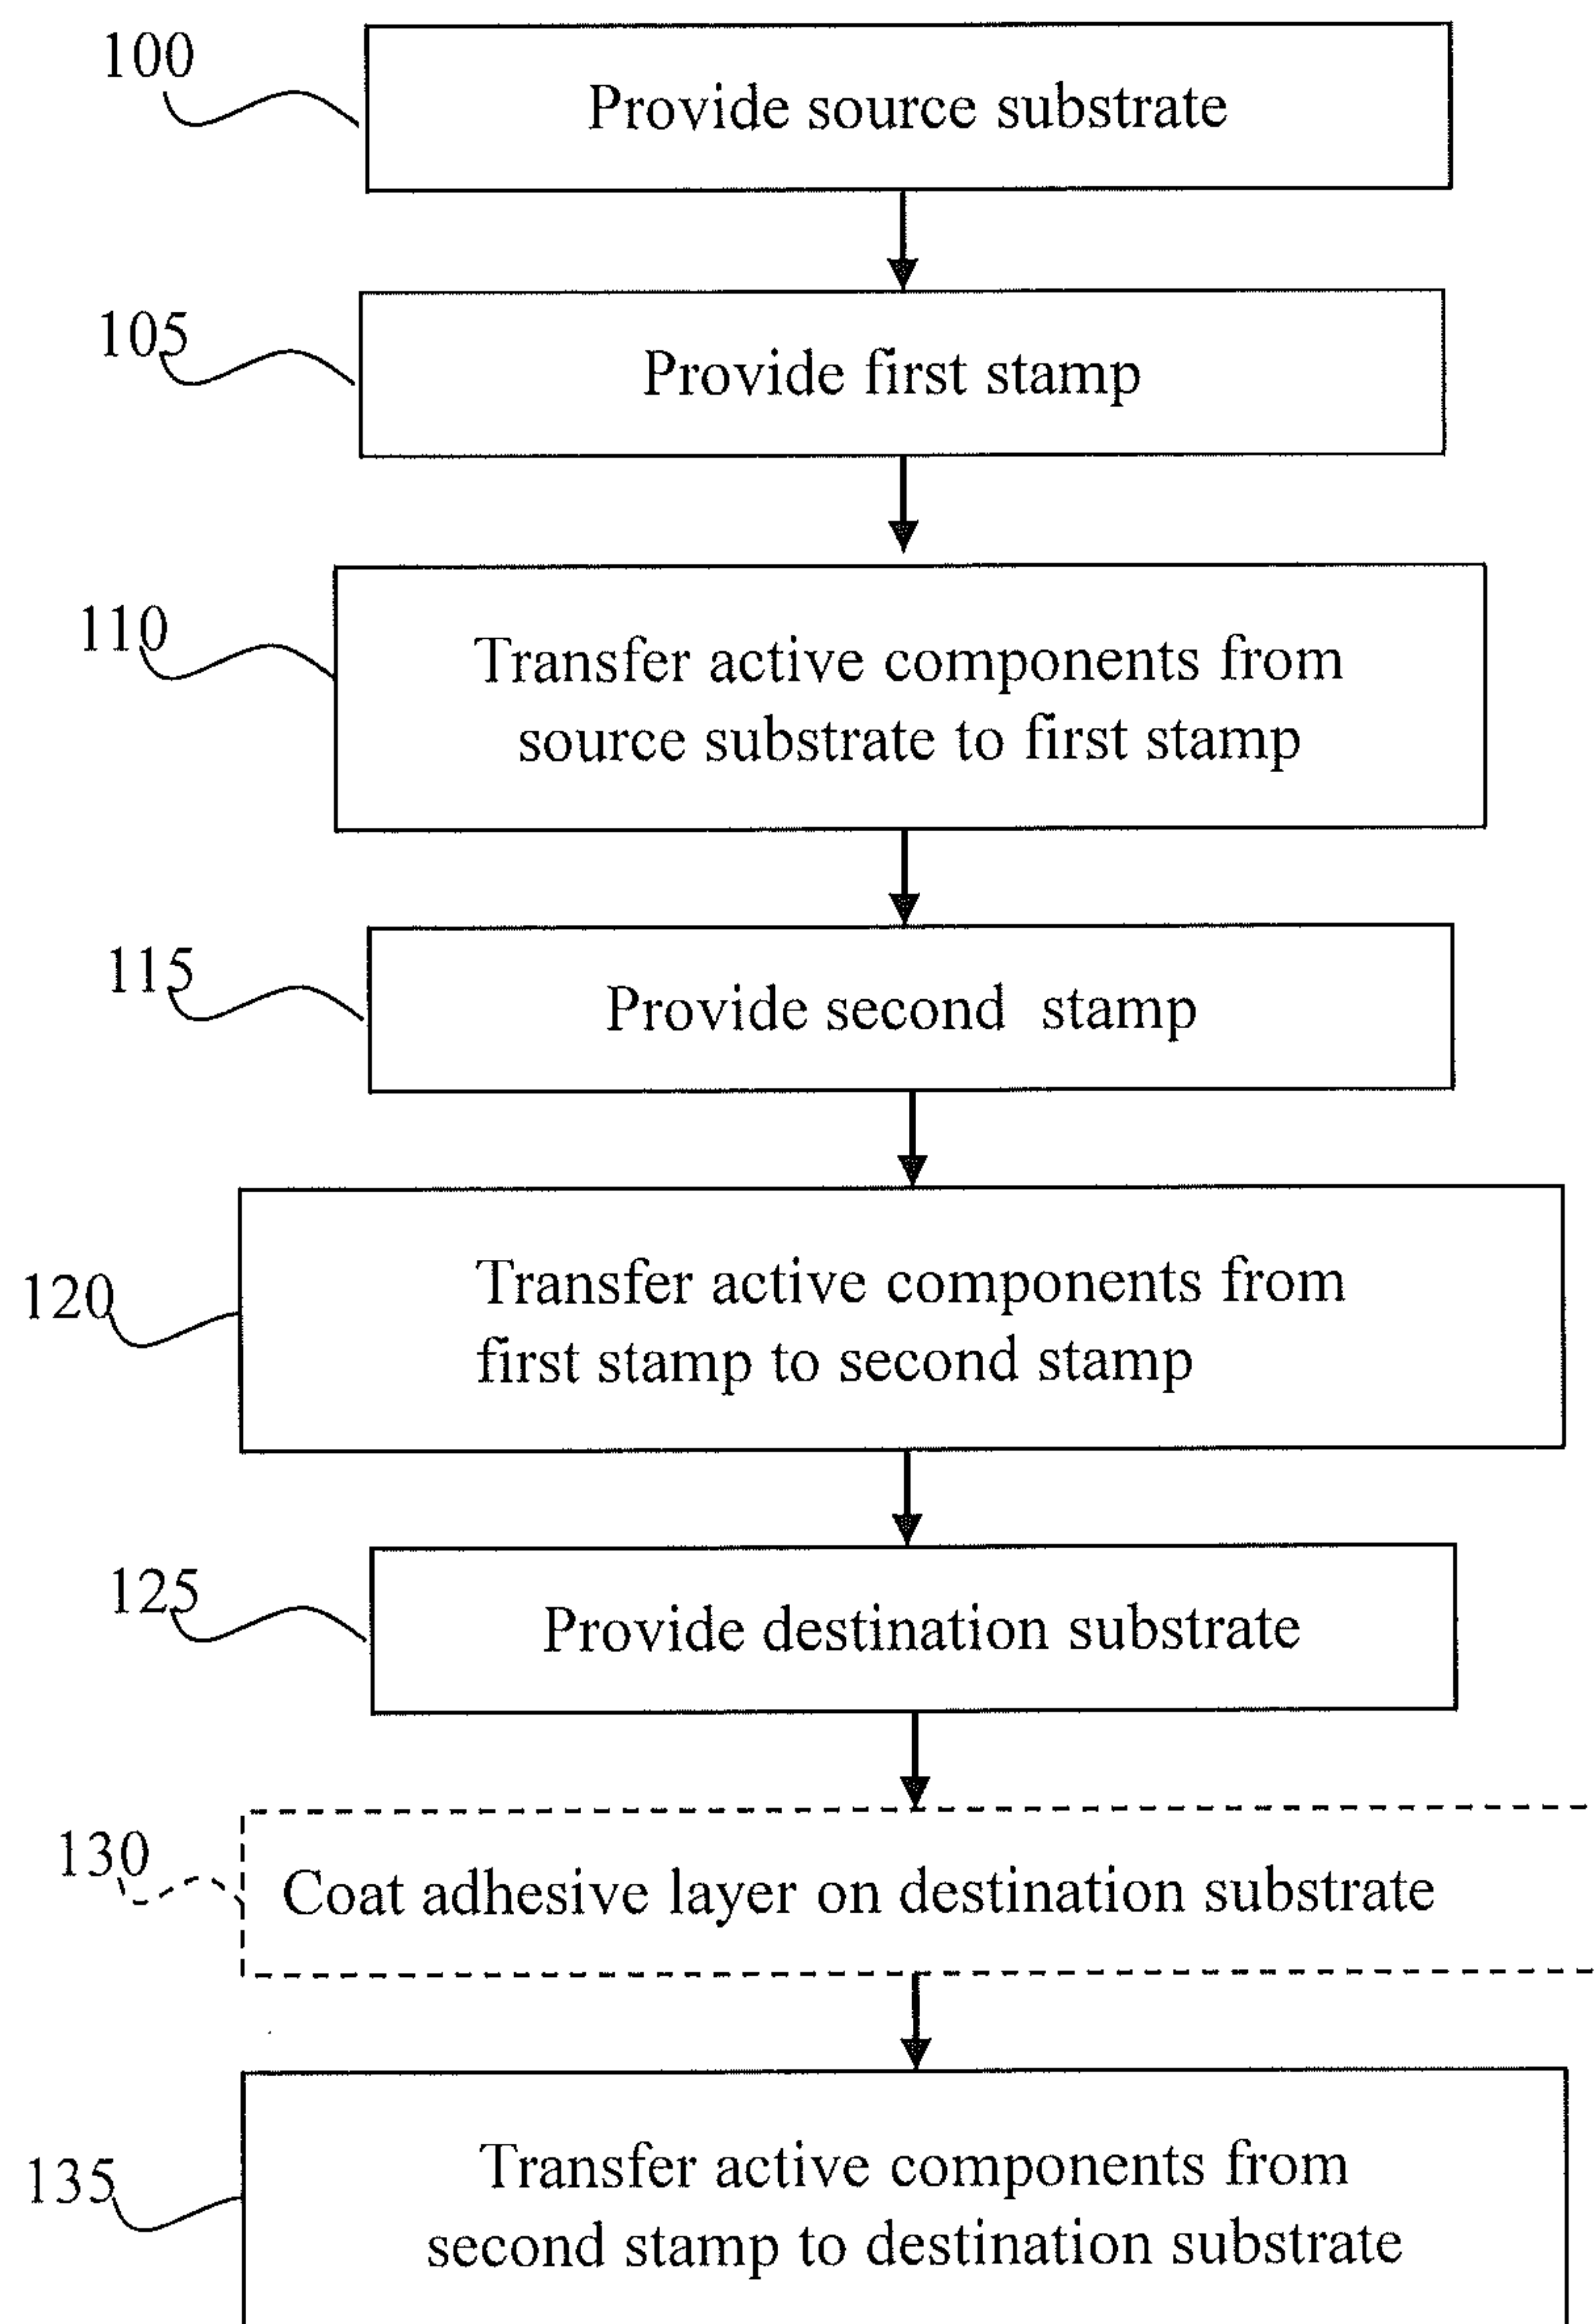 100
Provide source substrate
105
Provide first stamp
110
Transfer active components from
source substrate to first stamp
115
Provide second stamp
120
Transfer active components from
first stamp to second stamp
125
Provide destination substrate
130
Coat adhesive layer on destination substrate
135
Transfer active components from
second stamp to destination substrate